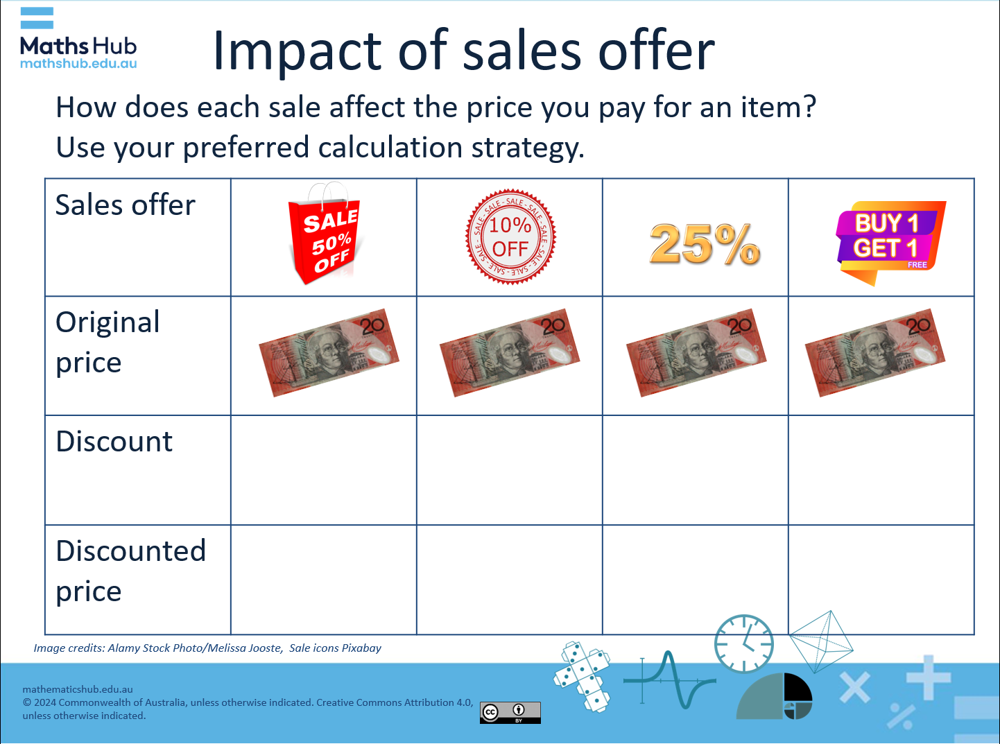 Maths Hub
mathshub.edu.au
Impact of sales offer
How does each sale affect the price you pay for an item?
Use your preferred calculation strategy.
Sales offer
SALE
50%
OFF
- SALE - SALE - SALE - SALE - SALE - SALE - SALE - SALE
10%
OFF
25%
BUY 1
GET 1
FREE
Original
price
20
20
20
20
Discount
Discounted
price
Image credits: Alamy Stock Photo/Melissa Jooste,  Sale icons Pixabay
mathematicshub.edu.au
© 2024 Commonwealth of Australia, unless otherwise indicated. Creative Commons Attribution 4.0,
unless otherwise indicated.
cc
BY